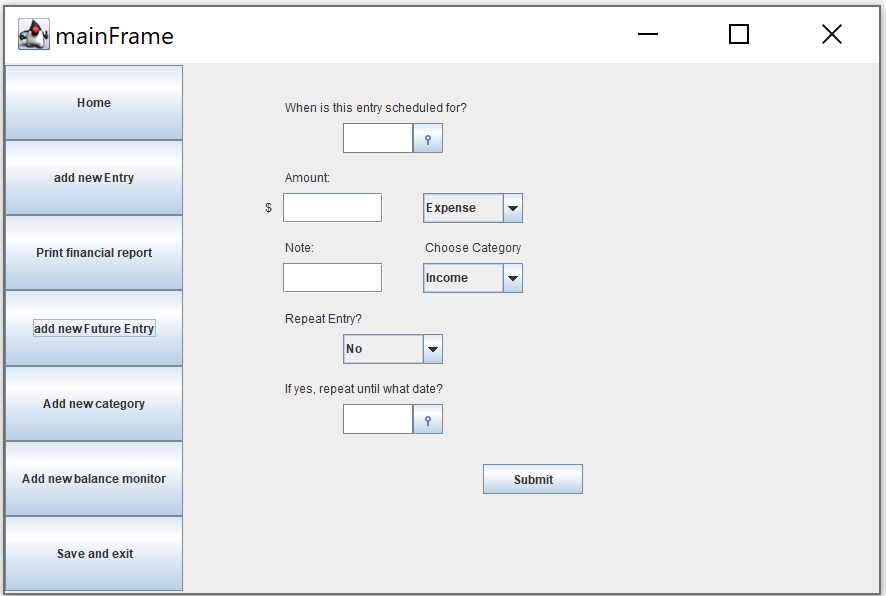 mainFrame
Home
add new Entry
Print financial report
add new Future Entry
Add new category
Add new balance monitor
Save and exit
When is this entry scheduled for?
Amount:
$
Expense
Note:
Choose Category
Income
Repeat Entry?
No
If yes, repeat until what date?
Submit